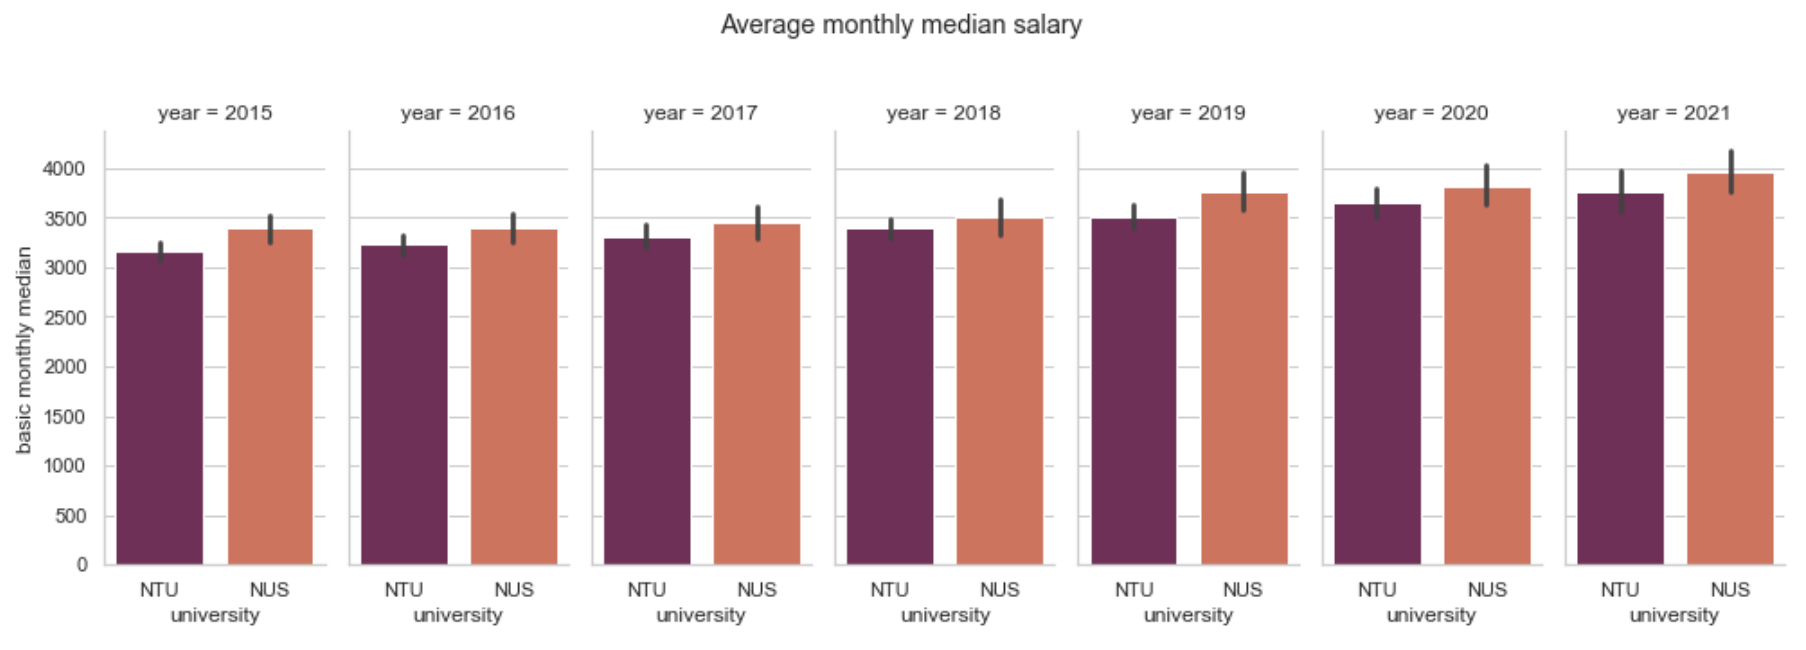 Average monthly median salary
year = 2015
year = 2016
year = 2017
year = 2018
year = 2019
year = 2020
year = 2021
basic monthly median
4000
3500
3000
2500
2000
1500
1000
500
0
NTU NUS
university
NTU NUS
university
NTU NUS
university
NTU NUS
university
NTU NUS
university
NTU NUS
university
NTU NUS
university